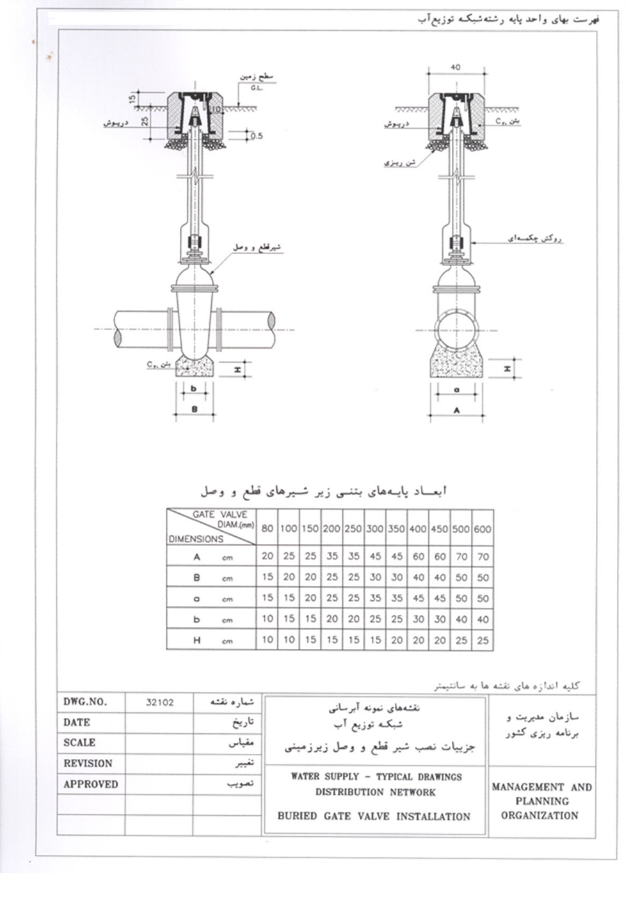 فهرست بهای واحد پایه رشته شبکه توزیع آب
سطح زمین
G.L.
15
25
10
0.5
درپوش
40
درپوش
بتن C₂₀
شن ریزی
روکش چکمه‌ای
شیر قطع و وصل
بتن C₂₀
H
b
B
H
a
A
ابعاد پایه‌های بتنی زیر شیرهای قطع و وصل
GATE VALVE DIAM.(mm) 80 100 150 200 250 300 350 400 450 500 600
DIMENSIONS
A cm 20 25 25 35 35 45 45 60 60 70 70
B cm 15 20 20 25 25 30 30 40 40 50 50
a cm 15 15 20 25 25 35 35 45 45 50 50
b cm 10 15 15 20 20 25 25 30 30 40 40
H cm 10 10 15 15 15 15 20 20 20 25 25
کلیه اندازه های نقشه ها به سانتیمتر
DWG.NO. 32102 شماره نقشه
DATE تاریخ
SCALE مقیاس
REVISION تغییر
APPROVED تصویب
نقشه‌های نمونه آبرسانی
شبکه توزیع آب
جزییات نصب شیر قطع و وصل زیرزمینی
WATER SUPPLY – TYPICAL DRAWINGS
DISTRIBUTION NETWORK
BURIED GATE VALVE INSTALLATION
سازمان مدیریت و
برنامه ریزی کشور
MANAGEMENT AND
PLANNING
ORGANIZATION